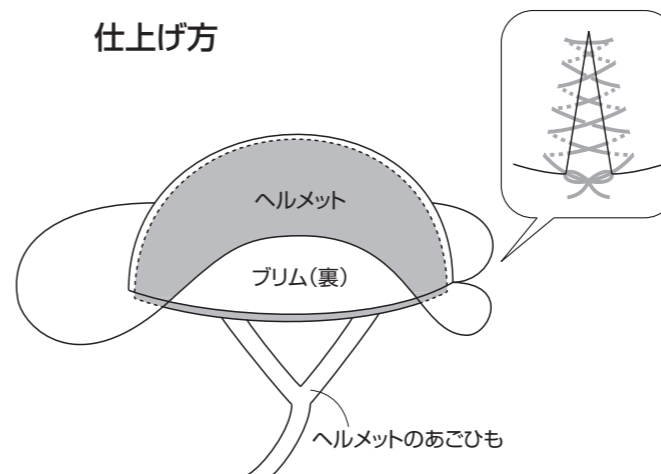 仕上げ方
ヘルメット
ブリム（裏）
ヘルメットのあごひも